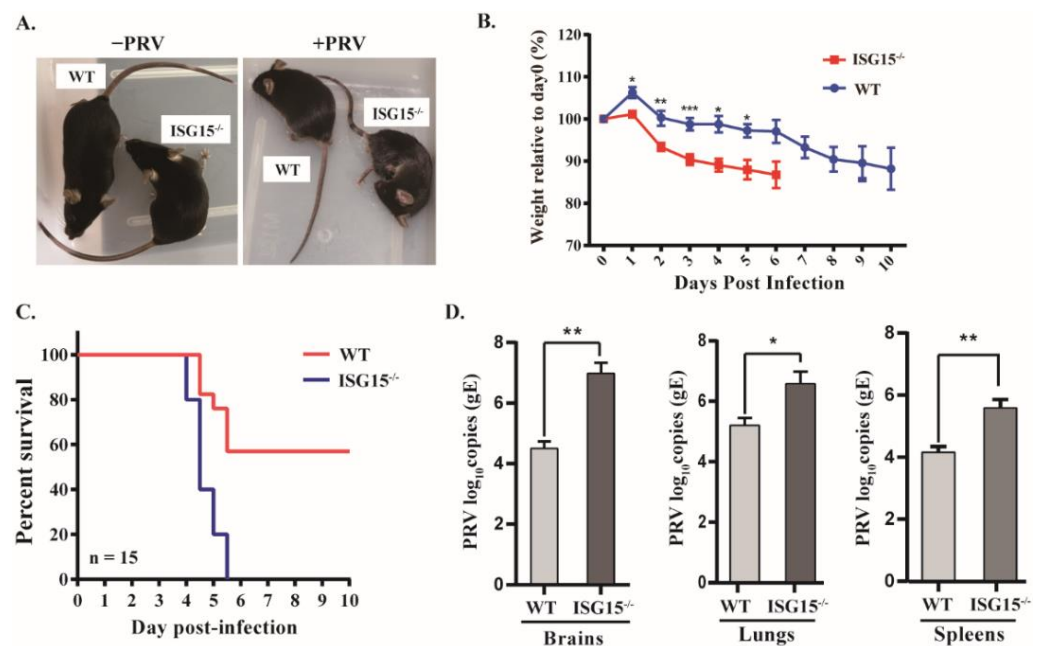 A.
−PRV
+PRV
WT
ISG15-/-
WT
ISG15-/-
B.
Weight relative to day0 (%)
120
110
100
90
80
70
* ** *** * *
ISG15-/-
WT
0 1 2 3 4 5 6 7 8 9 10
Days Post Infection
C.
Percent survival
100
80
60
40
20
0
WT
ISG15-/-
n = 15
0 1 2 3 4 5 6 7 8 9 10
Day post-infection
D.
PRV log10copies (gE)
8
6
4
2
0
**
WT ISG15-/-
Brains
PRV log10copies (gE)
8
6
4
2
0
*
WT ISG15-/-
Lungs
PRV log10copies (gE)
8
6
4
2
0
**
WT ISG15-/-
Spleens